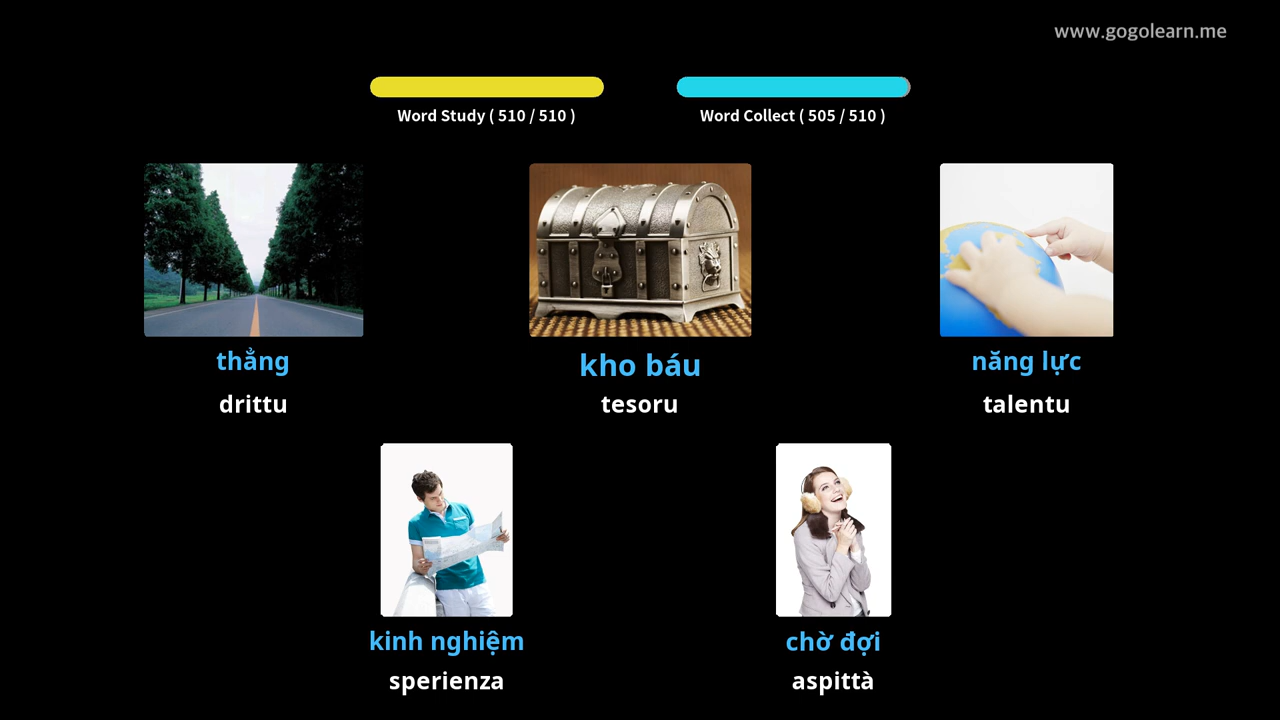 www.gogolearn.me
Word Study ( 510 / 510 )
Word Collect ( 505 / 510 )
thẳng
drittu
kho báu
tesoru
năng lực
talentu
kinh nghiệm
sperienza
chờ đợi
aspittà